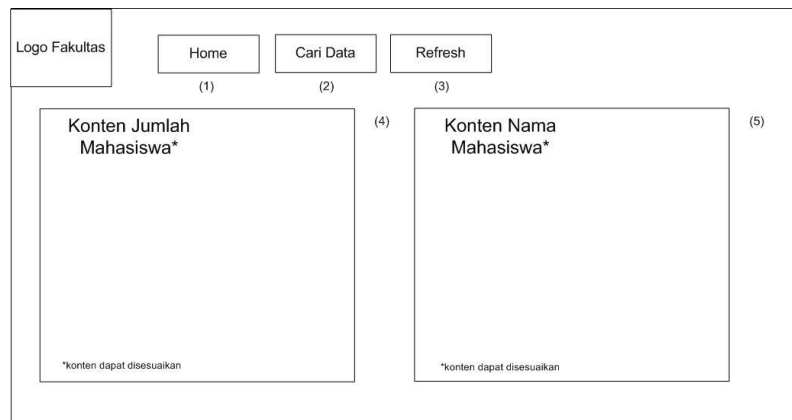 Logo Fakultas
Home
Cari Data
Refresh
(1)
(2)
(3)
Konten Jumlah
Mahasiswa*
(4)
*konten dapat disesuaikan
Konten Nama
Mahasiswa*
(5)
*konten dapat disesuaikan